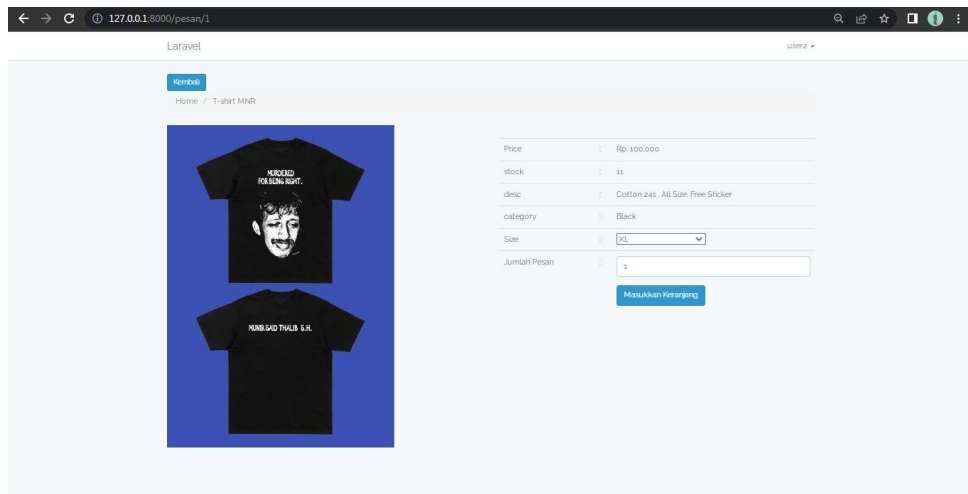 127.0.0.1:8000/pesan/1
Laravel
user2
Kembali
Home / T-shirt MNR
MURDERED
FOR BEING RIGHT.
MUNIR SAID THALIB S.H.
Price : Rp. 100,000
stock : 11
desc : Cotton 24s , All Size, Free Sticker
category : Black
Size : XL
Jumlah Pesan : 1
Masukkan Keranjang